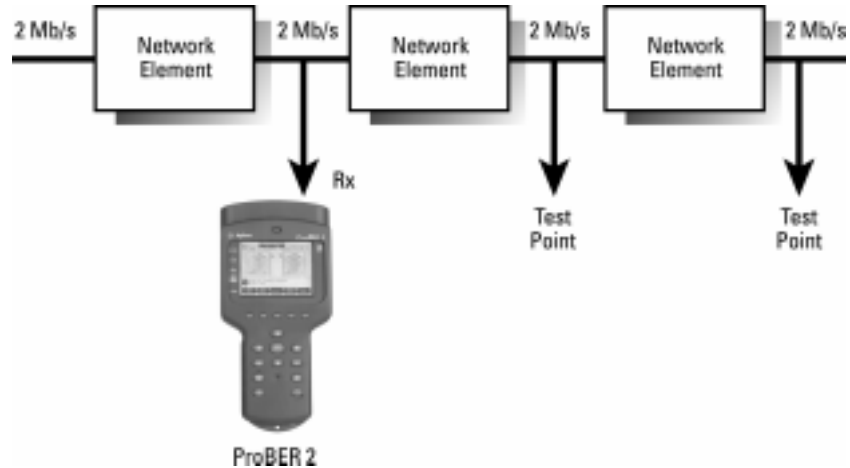 2 Mb/s
Network
Element
2 Mb/s
Network
Element
2 Mb/s
Network
Element
2 Mb/s
Rx
Test
Point
Test
Point
ProBER 2